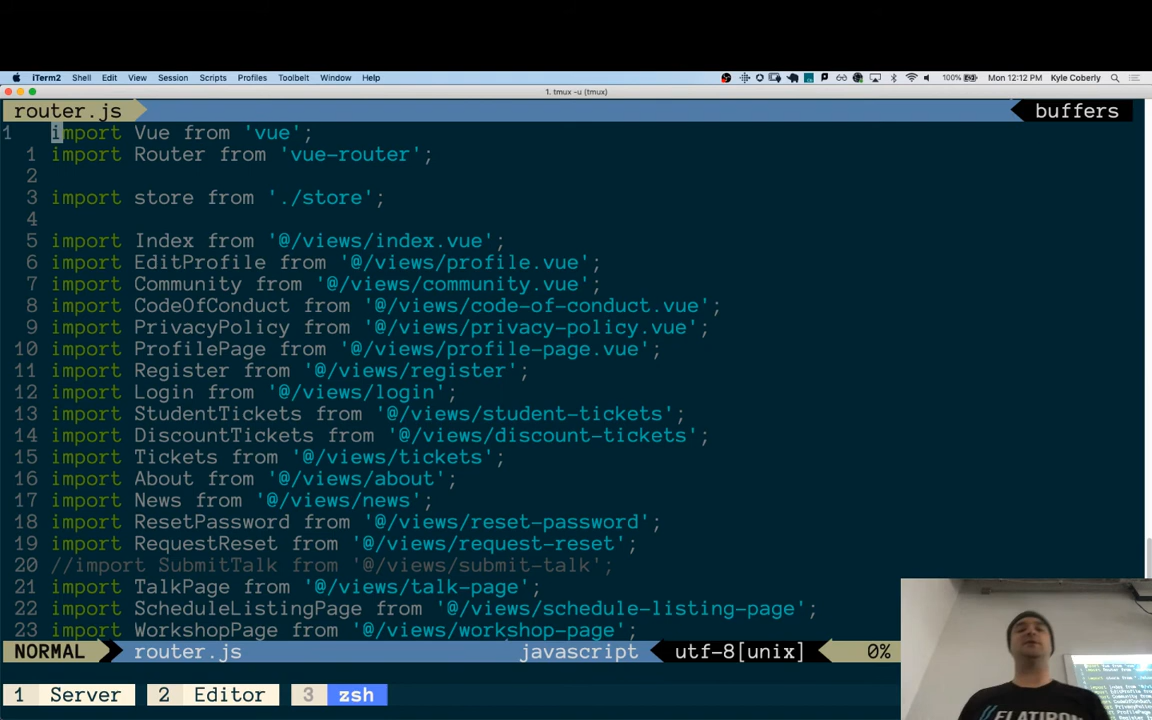 iTerm2 Shell Edit View Session Scripts Profiles Toolbelt Window Help 100% Mon 12:12 PM Kyle Coberly
1. tmux -u (tmux)
router.js buffers
1 import Vue from 'vue';
1 import Router from 'vue-router';
2
3 import store from './store';
4
5 import Index from '@/views/index.vue';
6 import EditProfile from '@/views/profile.vue';
7 import Community from '@/views/community.vue';
8 import CodeOfConduct from '@/views/code-of-conduct.vue';
9 import PrivacyPolicy from '@/views/privacy-policy.vue';
10 import ProfilePage from '@/views/profile-page.vue';
11 import Register from '@/views/register';
12 import Login from '@/views/login';
13 import StudentTickets from '@/views/student-tickets';
14 import DiscountTickets from '@/views/discount-tickets';
15 import Tickets from '@/views/tickets';
16 import About from '@/views/about';
17 import News from '@/views/news';
18 import ResetPassword from '@/views/reset-password';
19 import RequestReset from '@/views/request-reset';
20 //import SubmitTalk from '@/views/submit-talk';
21 import TalkPage from '@/views/talk-page';
22 import ScheduleListingPage from '@/views/schedule-listing-page';
23 import WorkshopPage from '@/views/workshop-page';
NORMAL router.js javascript utf-8[unix] 0%
1 Server 2 Editor 3 zsh
FLATIRON